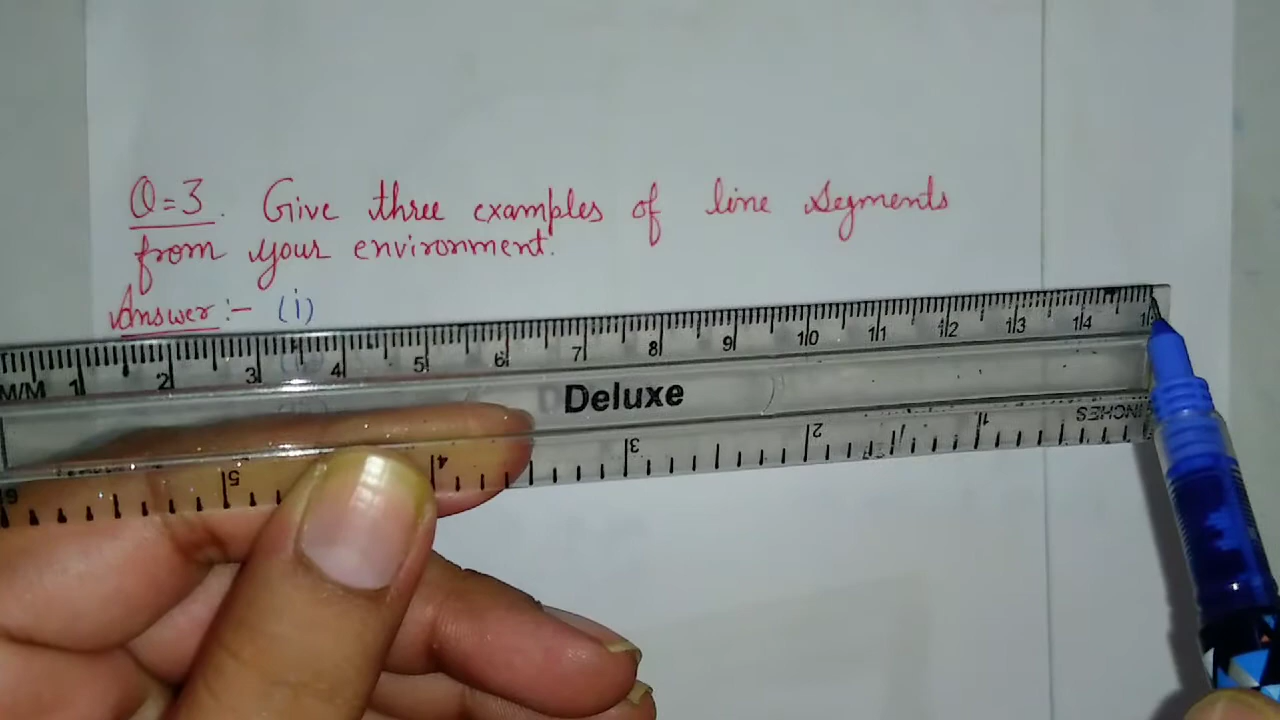 Q=3. Give three examples of line segments
from your environment.
Answer:- (i)
M/M 1 2 3 4 5 6 7 8 9 10 11 12 13 14
Deluxe
6 5 4 3 2 1 INCHES